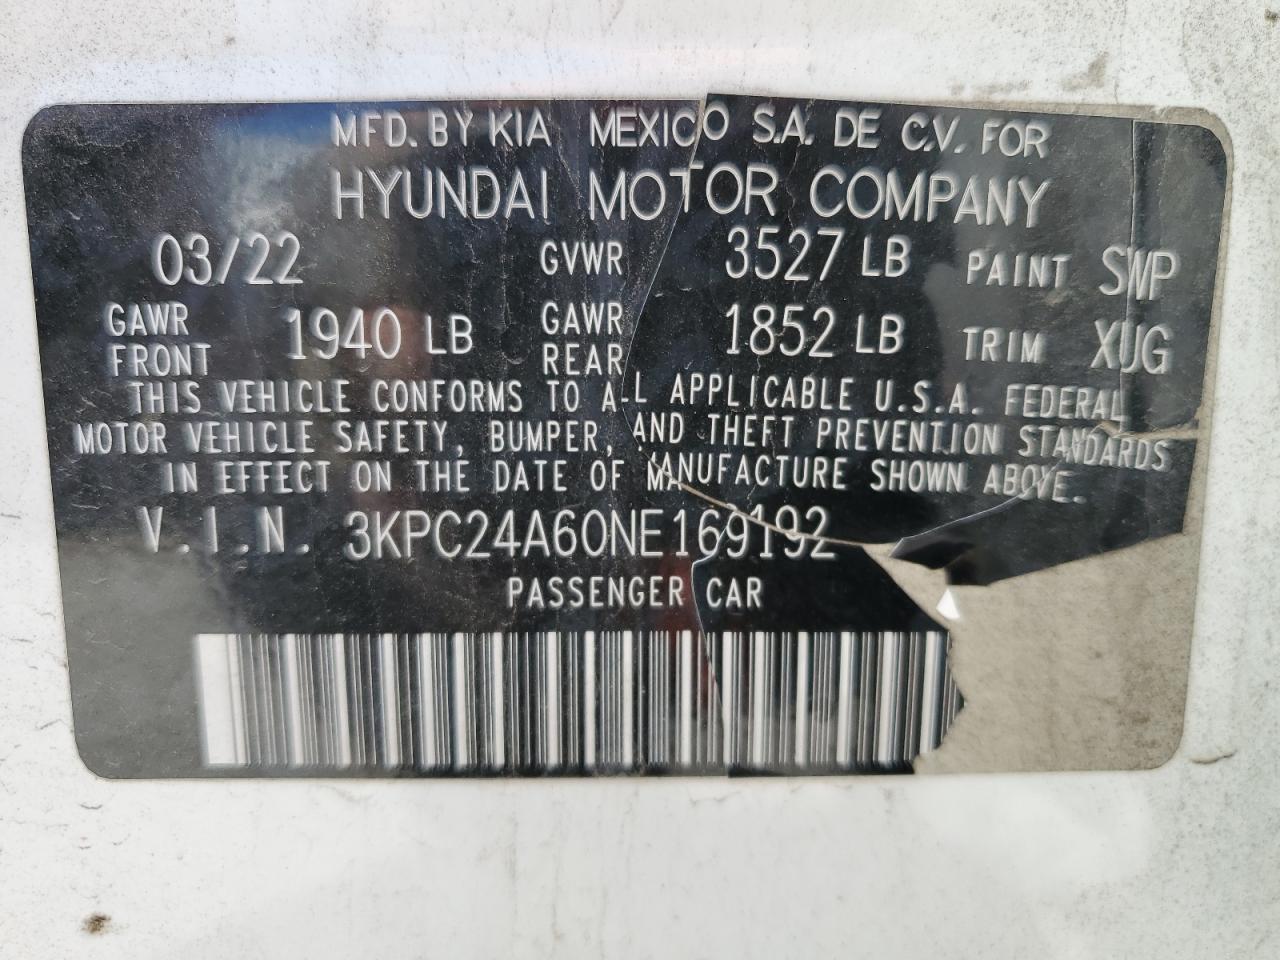 MFD. BY KIA MEXICO S.A. DE C.V. FOR
HYUNDAI MOTOR COMPANY
03/22 GVWR 3527 LB PAINT SWP
GAWR FRONT 1940 LB GAWR REAR 1852 LB TRIM XUG
THIS VEHICLE CONFORMS TO ALL APPLICABLE U.S.A. FEDERAL
MOTOR VEHICLE SAFETY, BUMPER, AND THEFT PREVENTION STANDARDS
IN EFFECT ON THE DATE OF MANUFACTURE SHOWN ABOVE.
V.I.N. 3KPC24A60NE169192
PASSENGER CAR